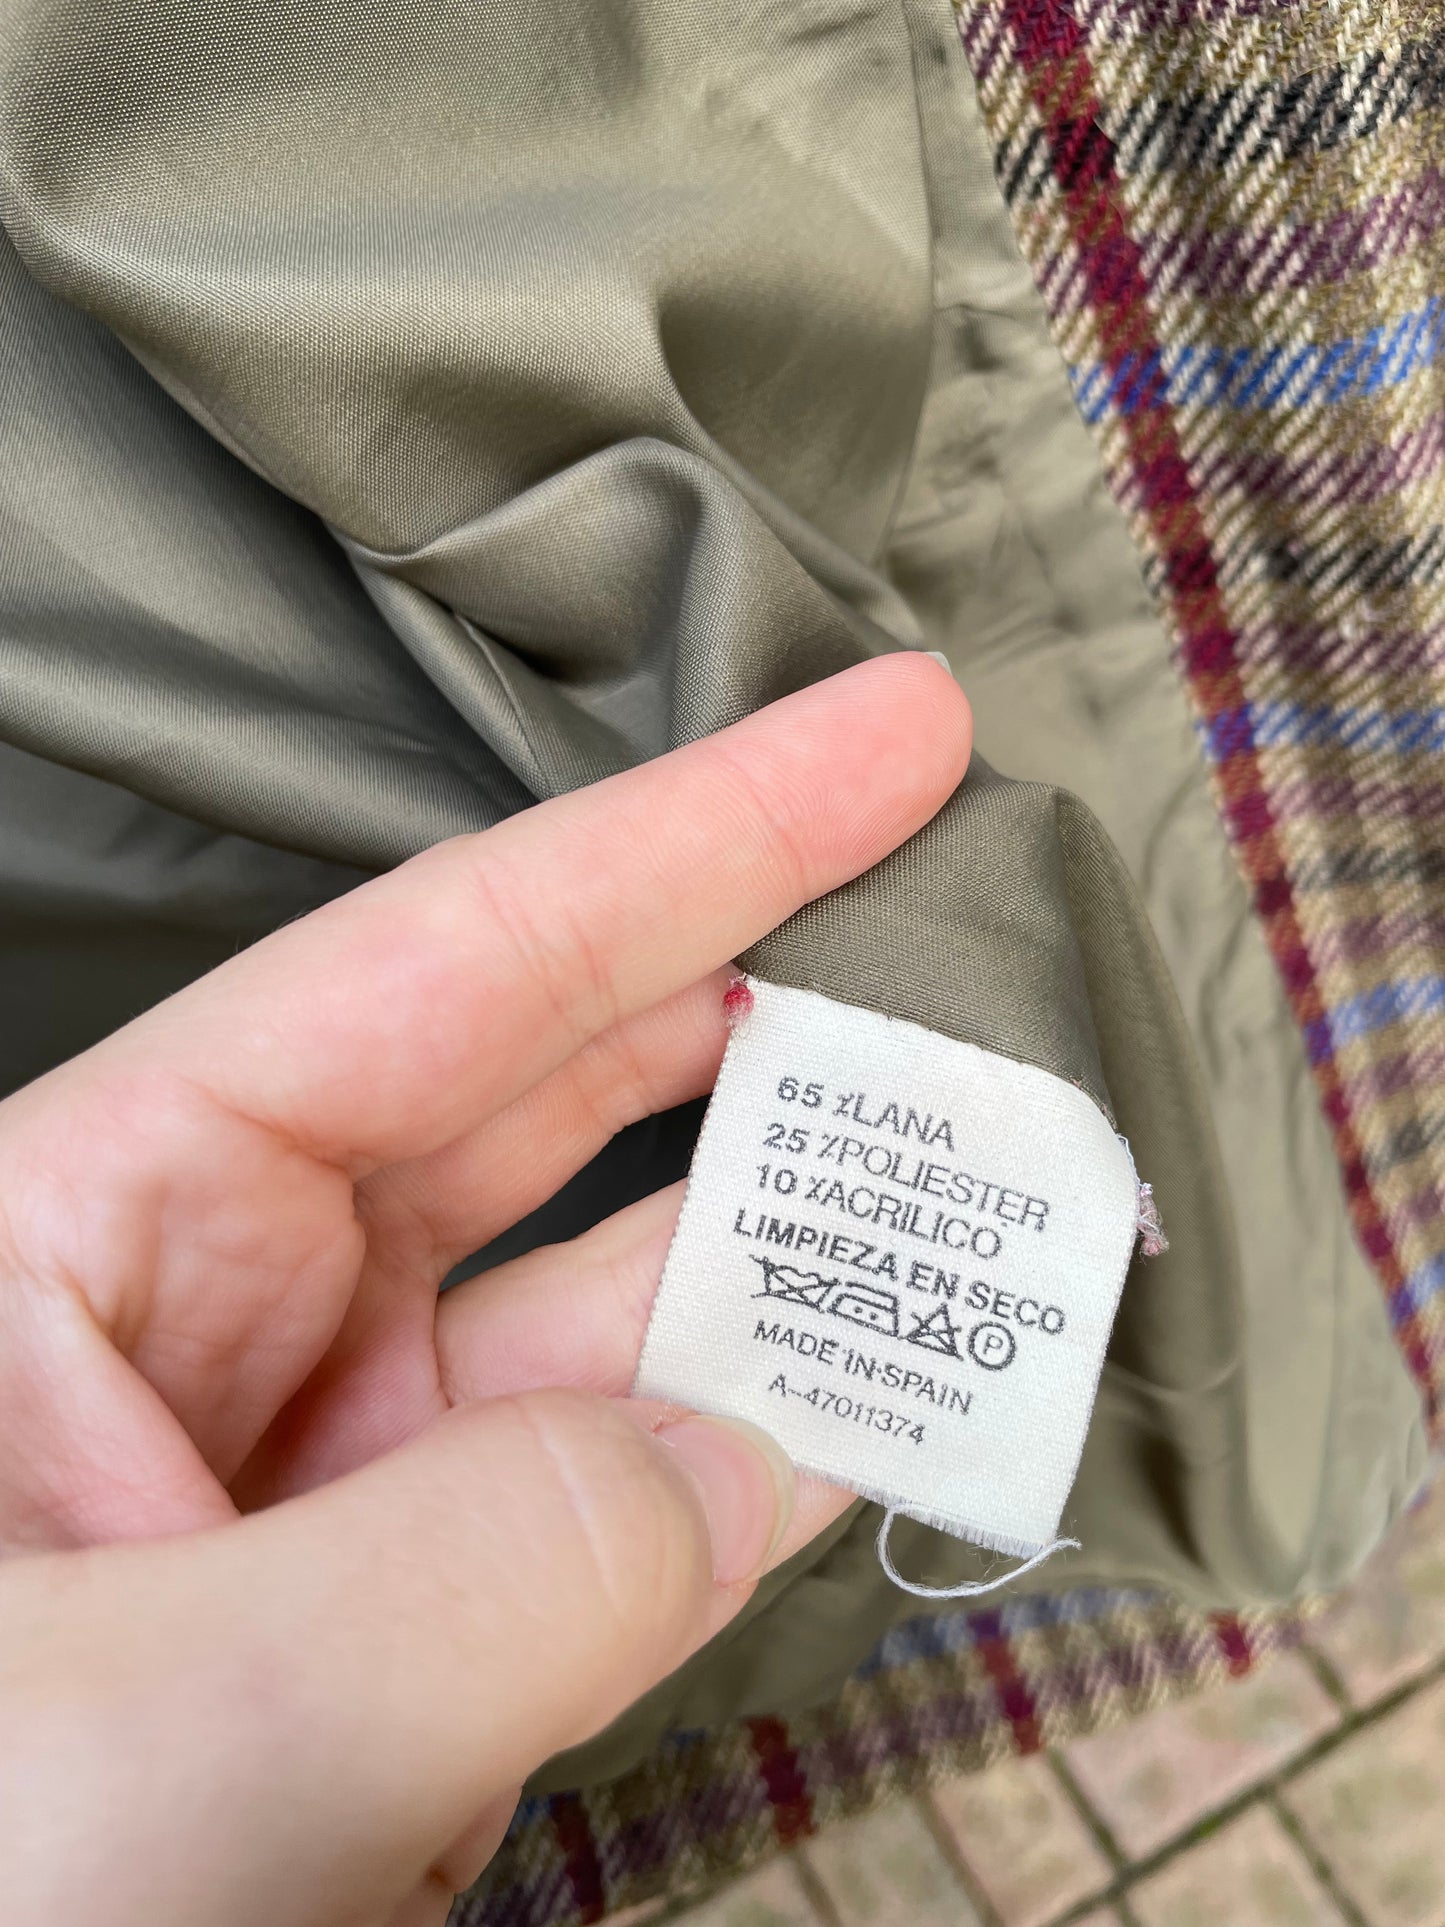 65 %LANA
25 %POLIESTER
10 %ACRILICO
LIMPIEZA EN SECO
P
MADE IN SPAIN
A-47011374